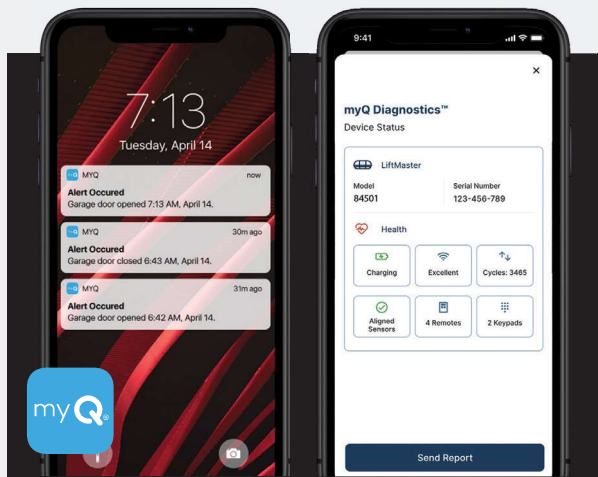 7:13
Tuesday, April 14
myQ MYQ now
Alert Occured
Garage door opened 7:13 AM, April 14.
myQ MYQ 30m ago
Alert Occured
Garage door closed 6:43 AM, April 14.
myQ MYQ 31m ago
Alert Occured
Garage door opened 6:42 AM, April 14.
myQ®
9:41
×
myQ Diagnostics™
Device Status
LiftMaster
Model Serial Number
84501 123-456-789
Health
Charging Excellent Cycles: 3465
Aligned Sensors 4 Remotes 2 Keypads
Send Report